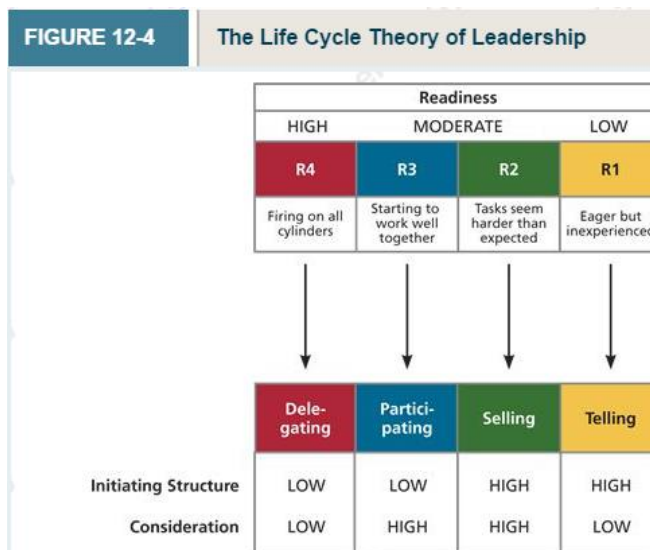 FIGURE 12-4 The Life Cycle Theory of Leadership
Readiness
HIGH MODERATE LOW
R4 R3 R2 R1
Firing on all cylinders
Starting to work well together
Tasks seem harder than expected
Eager but inexperienced
Dele-
gating
Partici-
pating
Selling
Telling
Initiating Structure LOW LOW HIGH HIGH
Consideration LOW HIGH HIGH LOW